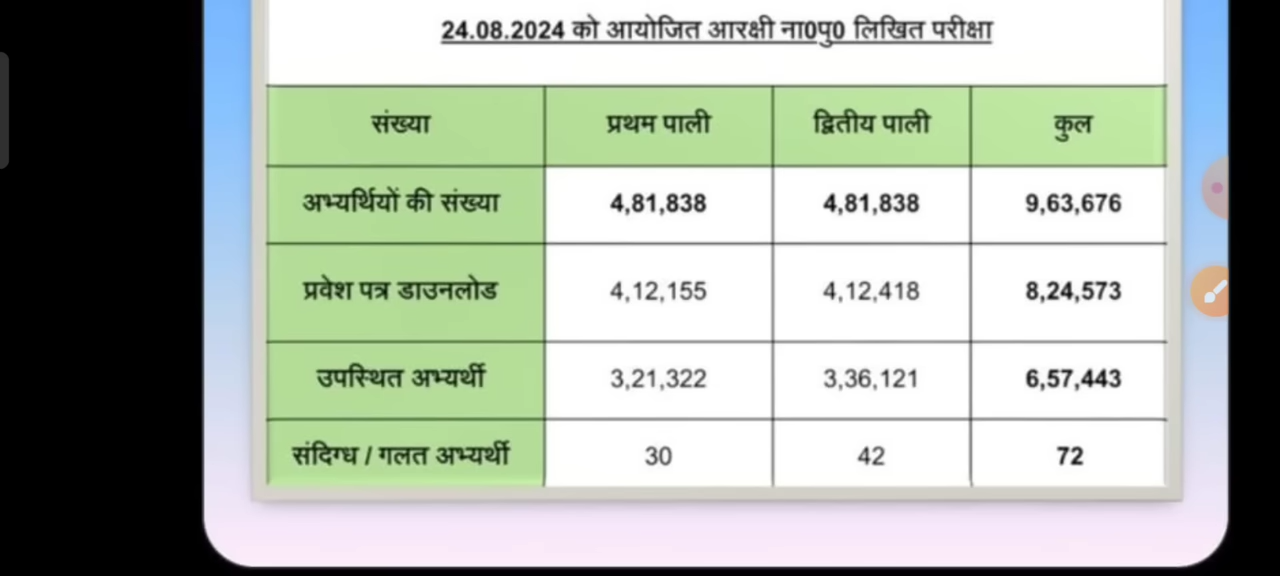 24.08.2024 को आयोजित आरक्षी ना0पु0 लिखित परीक्षा
संख्या प्रथम पाली द्वितीय पाली कुल
अभ्यर्थियों की संख्या 4,81,838 4,81,838 9,63,676
प्रवेश पत्र डाउनलोड 4,12,155 4,12,418 8,24,573
उपस्थित अभ्यर्थी 3,21,322 3,36,121 6,57,443
संदिग्ध / गलत अभ्यर्थी 30 42 72